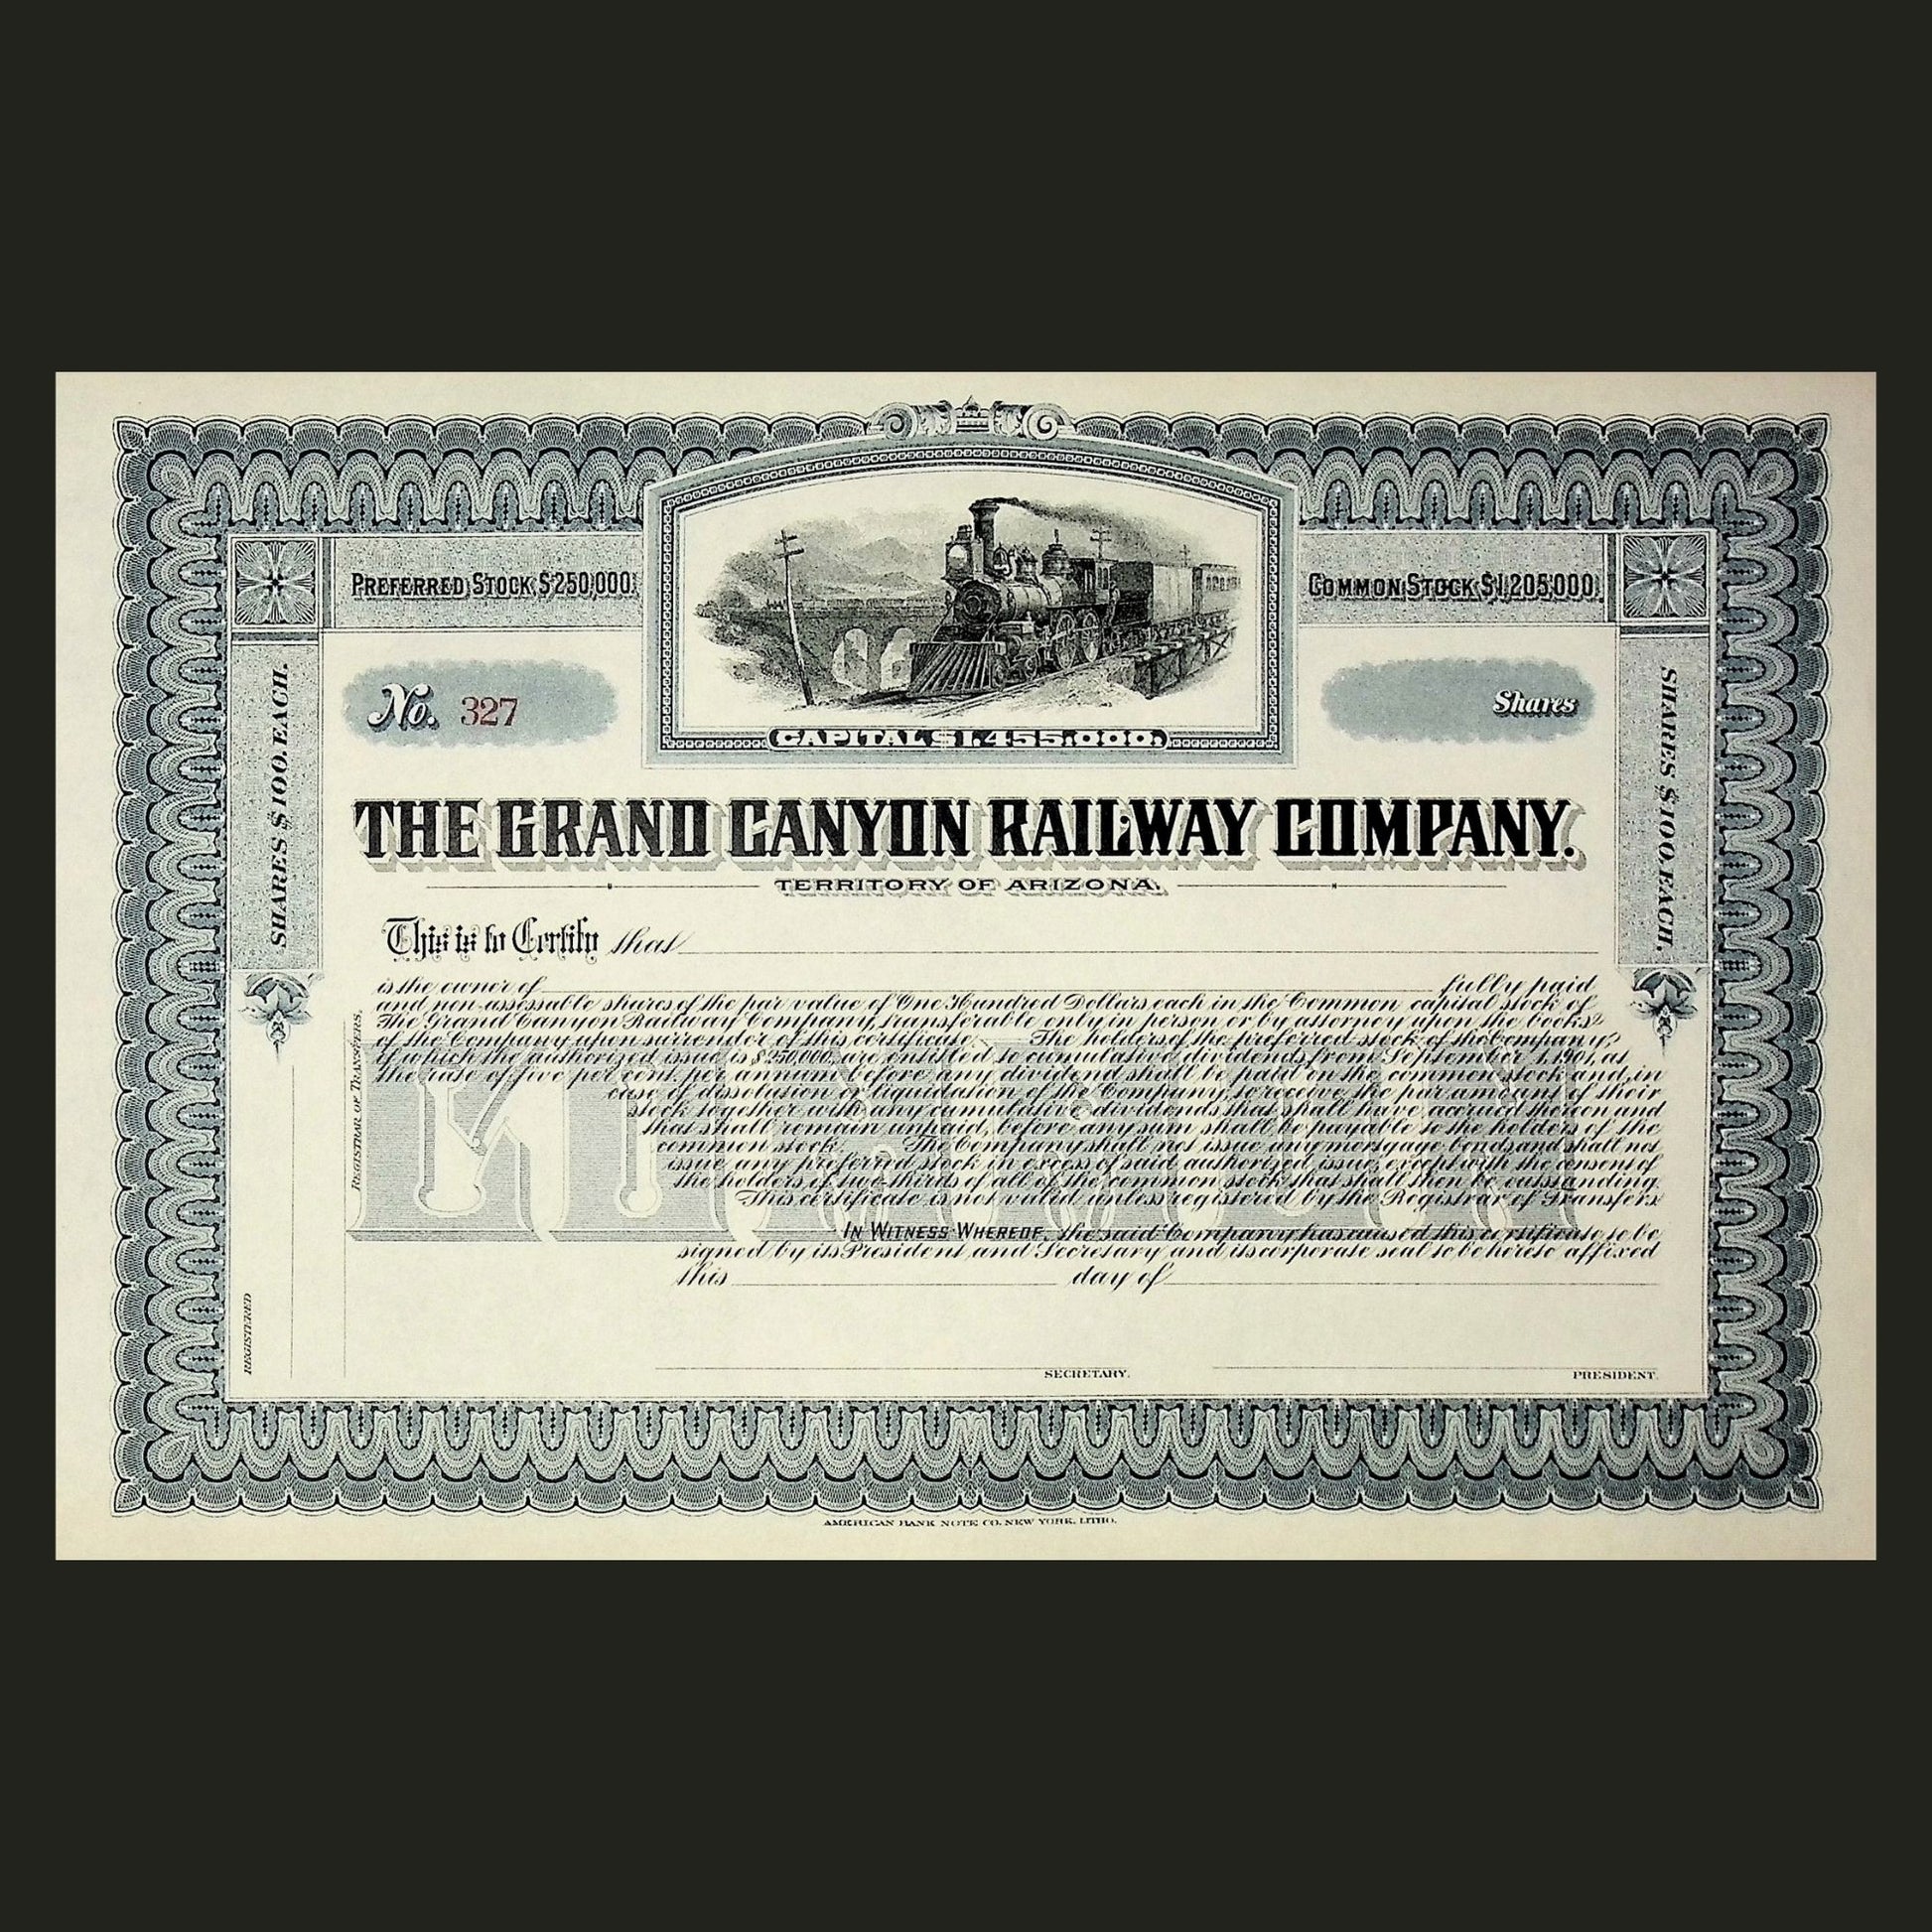 PREFERRED STOCK $250,000.
COMMON STOCK $1,205,000.
No. 327
Shares
CAPITAL $1,455,000.
SHARES $100. EACH.
SHARES $100. EACH.
THE GRAND CANYON RAILWAY COMPANY.
TERRITORY OF ARIZONA.
This is to Certify that
is the owner of fully paid
and non-assessable shares of the par value of One Hundred Dollars each in the Common capital stock of
The Grand Canyon Railway Company, transferable only in person or by attorney upon the books
of the Company upon surrender of this certificate. The holders of the preferred stock of the Company,
of which the authorized issue is $250,000. are entitled to cumulative dividends from September 1, 1901, at
the rate of five per cent. per annum before any dividend shall be paid on the common stock and, in
case of dissolution or liquidation of the Company, to receive the par amount of their
stock together with any cumulative dividends that shall have accrued thereon and
that shall remain unpaid, before any sum shall be payable to the holders of the
common stock. The Company shall not issue any mortgage bonds and shall not
issue any preferred stock in excess of said authorized issue, except with the consent of
the holders of two-thirds of all of the common stock that shall then be outstanding.
This certificate is not valid unless registered by the Registrar of Transfers.
IN WITNESS WHEREOF, the said Company has caused this certificate to be
signed by its President and Secretary and its corporate seal to be hereto affixed
this day of
REGISTERED
REGISTRAR OF TRANSFERS.
SECRETARY.
PRESIDENT.
AMERICAN BANK NOTE CO. NEW YORK, LITHO.